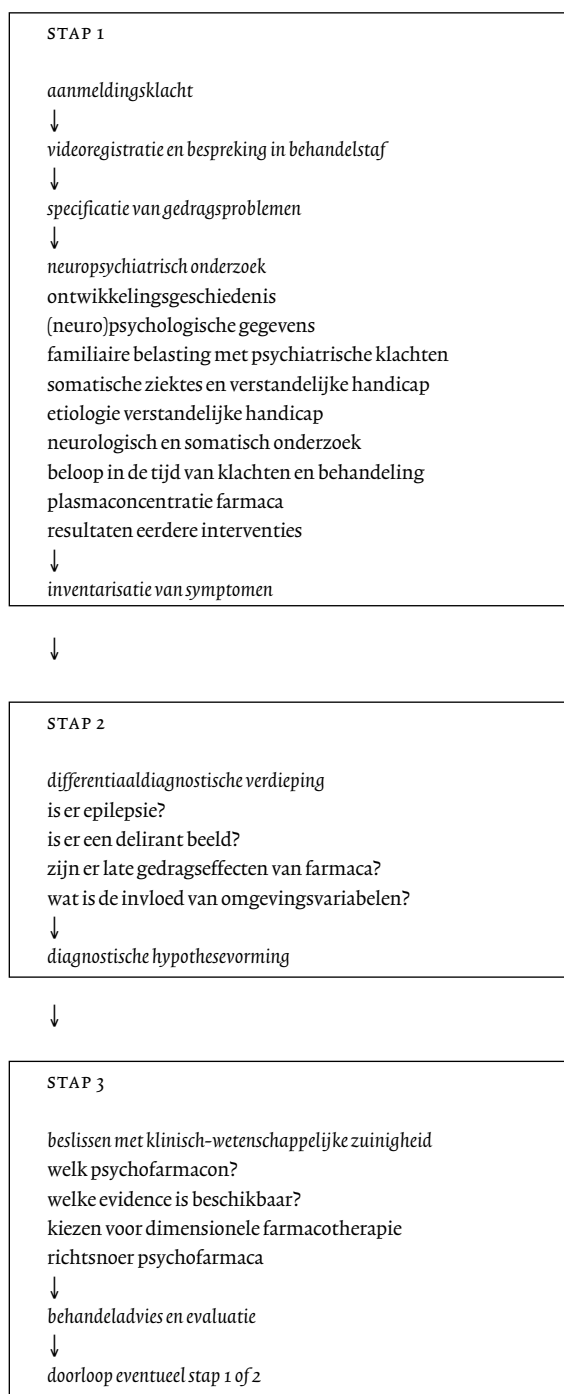 STAP 1
aanmeldingsklacht
↓
videoregistratie en bespreking in behandelstaf
↓
specificatie van gedragsproblemen
↓
neuropsychiatrisch onderzoek
ontwikkelingsgeschiedenis
(neuro)psychologische gegevens
familiaire belasting met psychiatrische klachten
somatische ziektes en verstandelijke handicap
etiologie verstandelijke handicap
neurologisch en somatisch onderzoek
beloop in de tijd van klachten en behandeling
plasmaconcentratie farmaca
resultaten eerdere interventies
↓
inventarisatie van symptomen
↓
STAP 2
differentiaaldiagnostische verdieping
is er epilepsie?
is er een delirant beeld?
zijn er late gedragseffecten van farmaca?
wat is de invloed van omgevingsvariabelen?
↓
diagnostische hypothesevorming
↓
STAP 3
beslissen met klinisch-wetenschappelijke zuinigheid
welk psychofarmacon?
welke evidence is beschikbaar?
kiezen voor dimensionele farmacotherapie
richtsnoer psychofarmaca
↓
behandeladvies en evaluatie
↓
doorloop eventueel stap 1 of 2